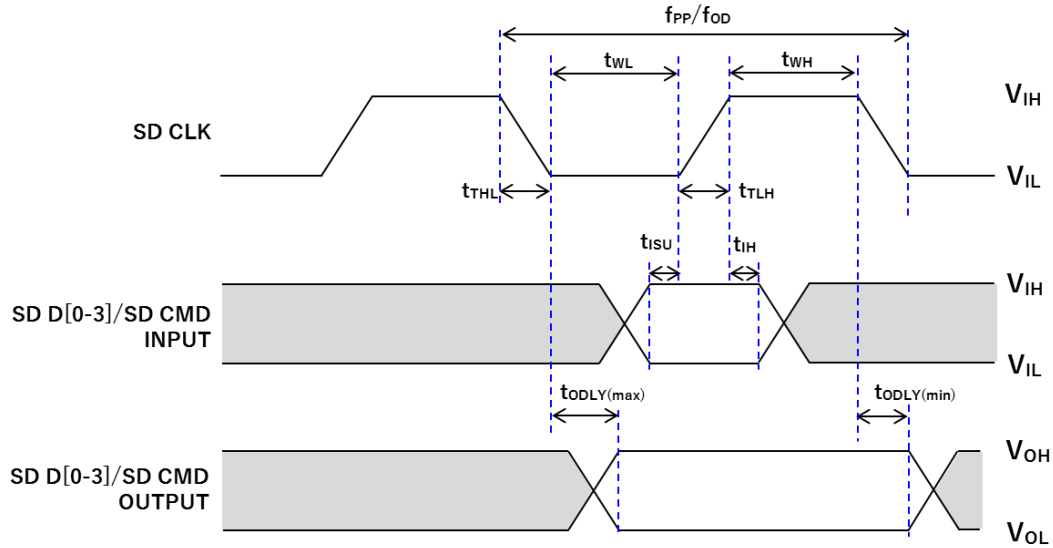 fPP/fOD
tWL
tWH
SD CLK
VIH
VIL
tTHL
tTLH
tISU
tIH
SD D[0-3]/SD CMD
INPUT
VIH
VIL
tODLY(max)
tODLY(min)
SD D[0-3]/SD CMD
OUTPUT
VOH
VOL